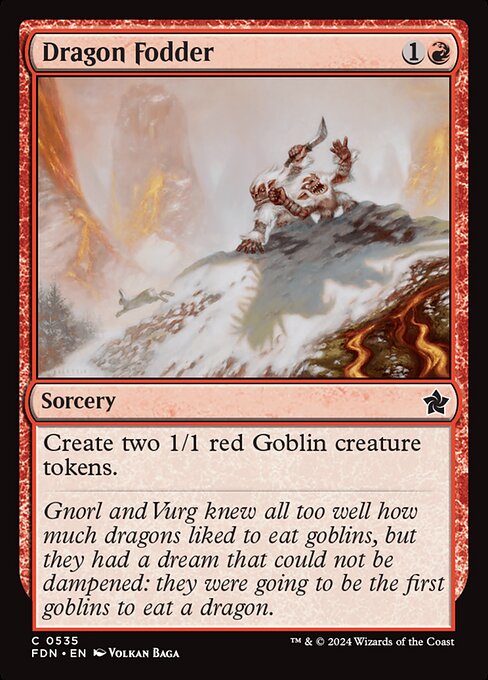 Dragon Fodder 1
Sorcery
Create two 1/1 red Goblin creature
tokens.
Gnorl and Vurg knew all too well how
much dragons liked to eat goblins, but
they had a dream that could not be
dampened: they were going to be the first
goblins to eat a dragon.
C 0535
FDN • EN VOLKAN BAGA
™ & © 2024 Wizards of the Coast